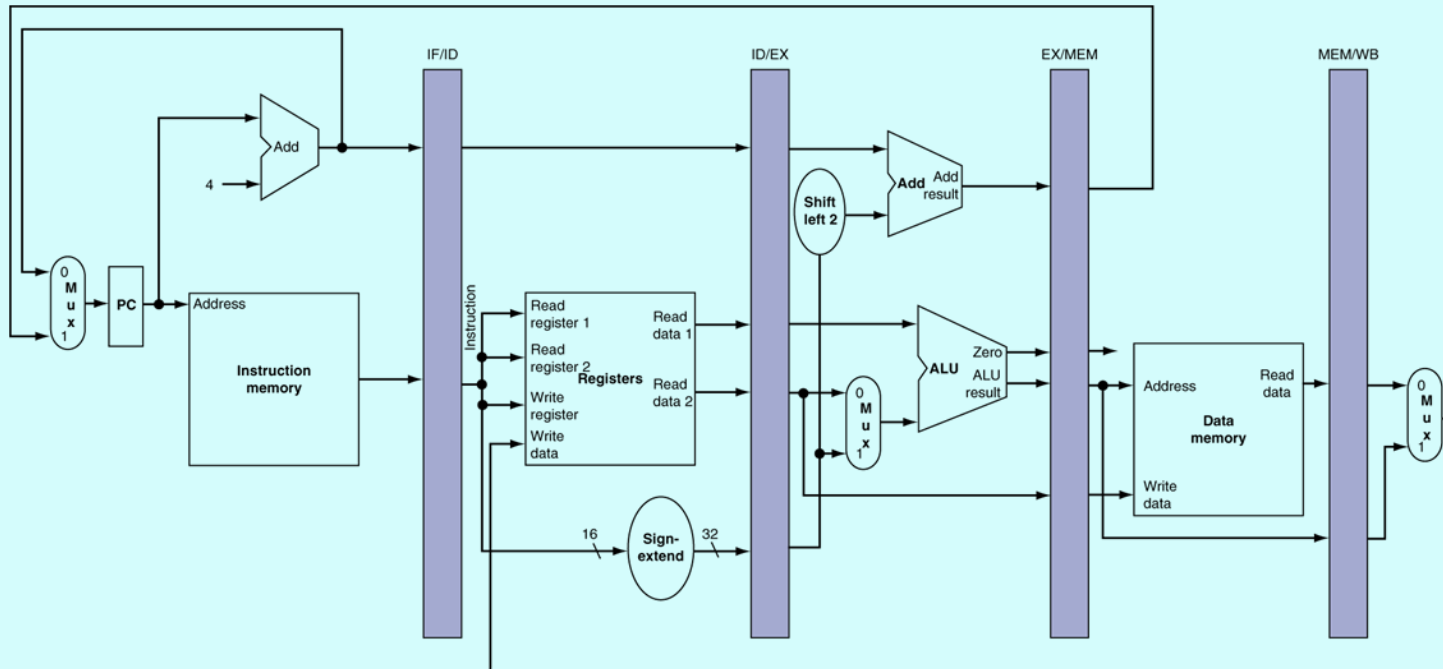 IF/ID
ID/EX
EX/MEM
MEM/WB
Add
4
Shift
left 2
Add
Add
result
0
M
u
x
1
PC
Address
Instruction
memory
Instruction
Read
register 1
Read
register 2
Write
register
Write
data
Registers
Read
data 1
Read
data 2
16
Sign-
extend
32
0
M
u
x
1
ALU
Zero
ALU
result
Address
Write
data
Data
memory
Read
data
0
M
u
x
1